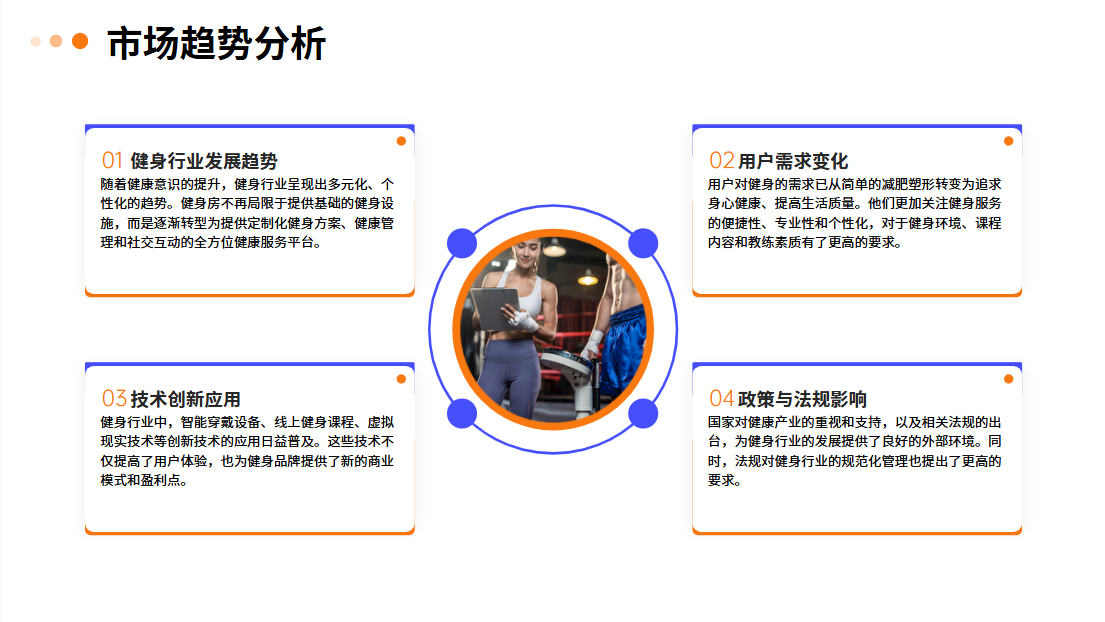 市场趋势分析
01 健身行业发展趋势
随着健康意识的提升，健身行业呈现出多元化、个
性化的趋势。健身房不再局限于提供基础的健身设
施，而是逐渐转型为提供定制化健身方案、健康管
理和社交互动的全方位健康服务平台。
02 用户需求变化
用户对健身的需求已从简单的减肥塑形转变为追求
身心健康、提高生活质量。他们更加关注健身服务
的便捷性、专业性和个性化，对于健身环境、课程
内容和教练素质有了更高的要求。
03 技术创新应用
健身行业中，智能穿戴设备、线上健身课程、虚拟
现实技术等创新技术的应用日益普及。这些技术不
仅提高了用户体验，也为健身品牌提供了新的商业
模式和盈利点。
04 政策与法规影响
国家对健康产业的重视和支持，以及相关法规的出
台，为健身行业的发展提供了良好的外部环境。同
时，法规对健身行业的规范化管理也提出了更高的
要求。